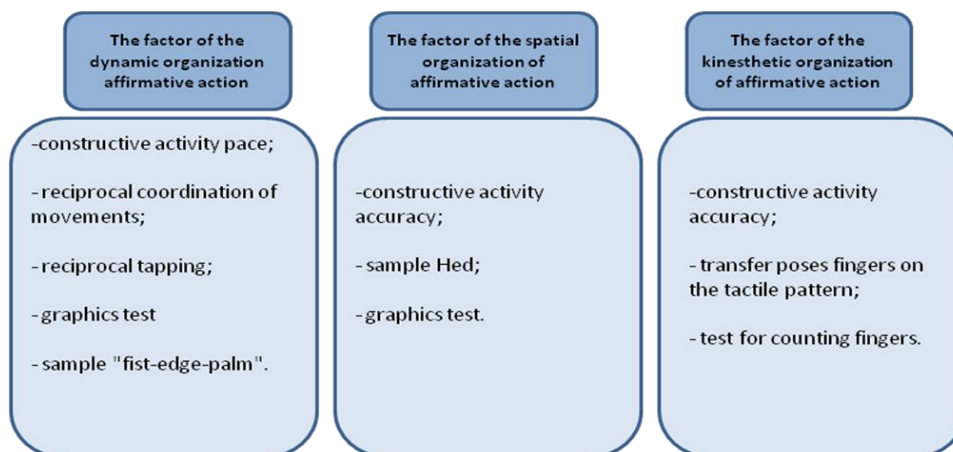 The factor of the
dynamic organization
affirmative action
-constructive activity pace;
- reciprocal coordination of
movements;
- reciprocal tapping;
- graphics test
- sample "fist-edge-palm".
The factor of the spatial
organization of
affirmative action
-constructive activity
accuracy;
- sample Hed;
- graphics test.
The factor of the
kinesthetic organization
of affirmative action
-constructive activity
accuracy;
- transfer poses fingers on
the tactile pattern;
- test for counting fingers.